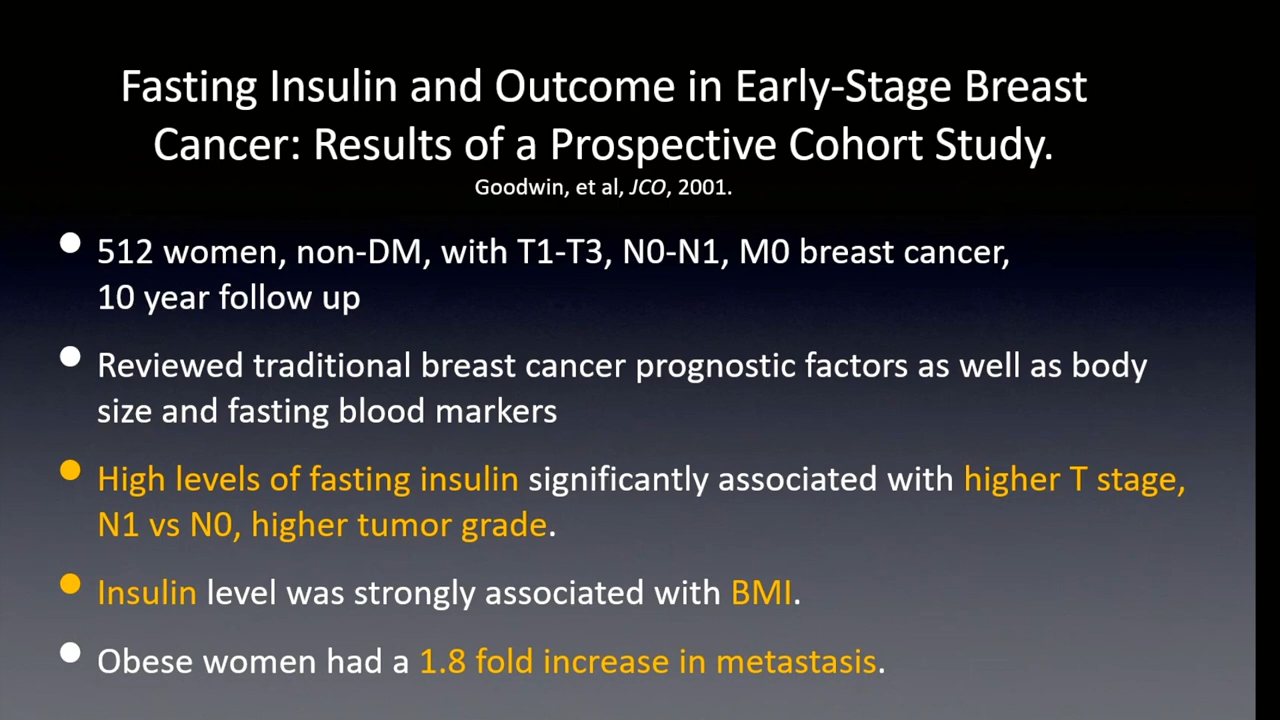 Fasting Insulin and Outcome in Early-Stage Breast
Cancer: Results of a Prospective Cohort Study.
Goodwin, et al, JCO, 2001.
• 512 women, non-DM, with T1-T3, N0-N1, M0 breast cancer,
10 year follow up
• Reviewed traditional breast cancer prognostic factors as well as body
size and fasting blood markers
• High levels of fasting insulin significantly associated with higher T stage,
N1 vs N0, higher tumor grade.
• Insulin level was strongly associated with BMI.
• Obese women had a 1.8 fold increase in metastasis.